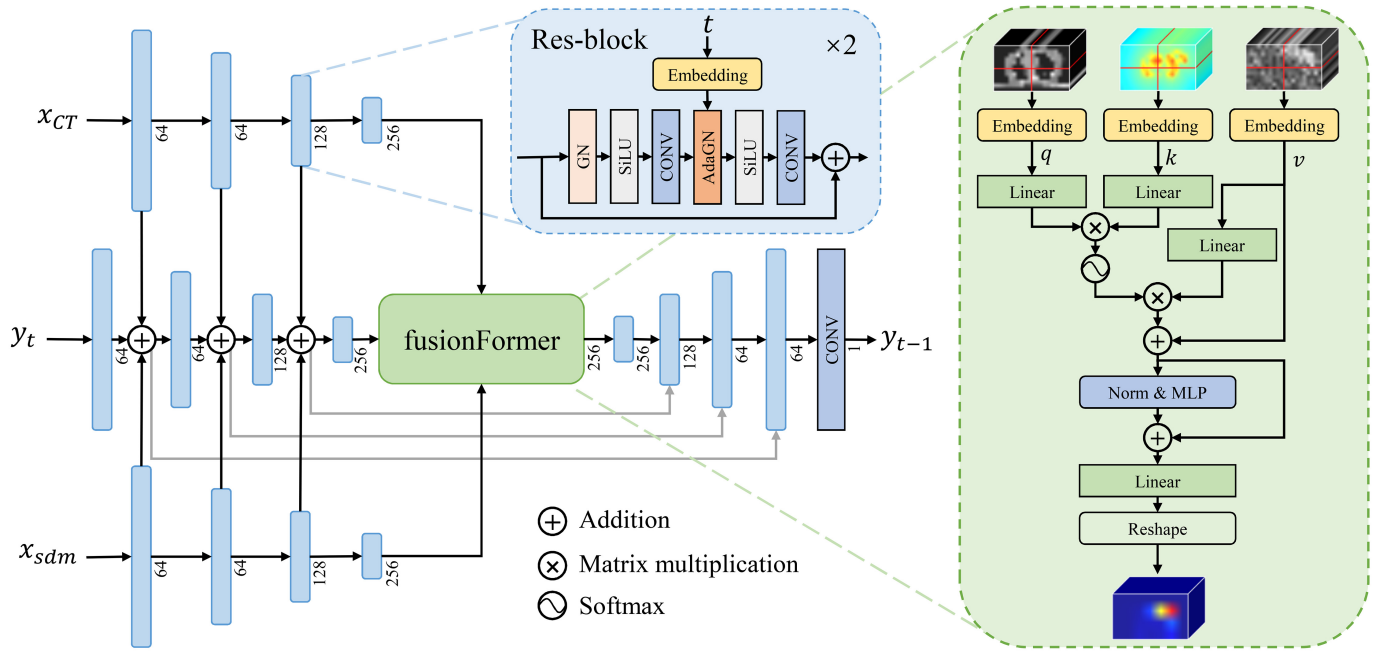 x_CT
64
64
128
256
Res-block
×2
t
Embedding
GN
SiLU
CONV
AdaGN
SiLU
CONV
y_t
64
64
128
256
fusionFormer
256
256
128
64
64
CONV
1
y_{t−1}
x_sdm
64
64
128
256
Addition
Matrix multiplication
Softmax
Embedding
Embedding
Embedding
q
k
v
Linear
Linear
Linear
Norm & MLP
Linear
Reshape